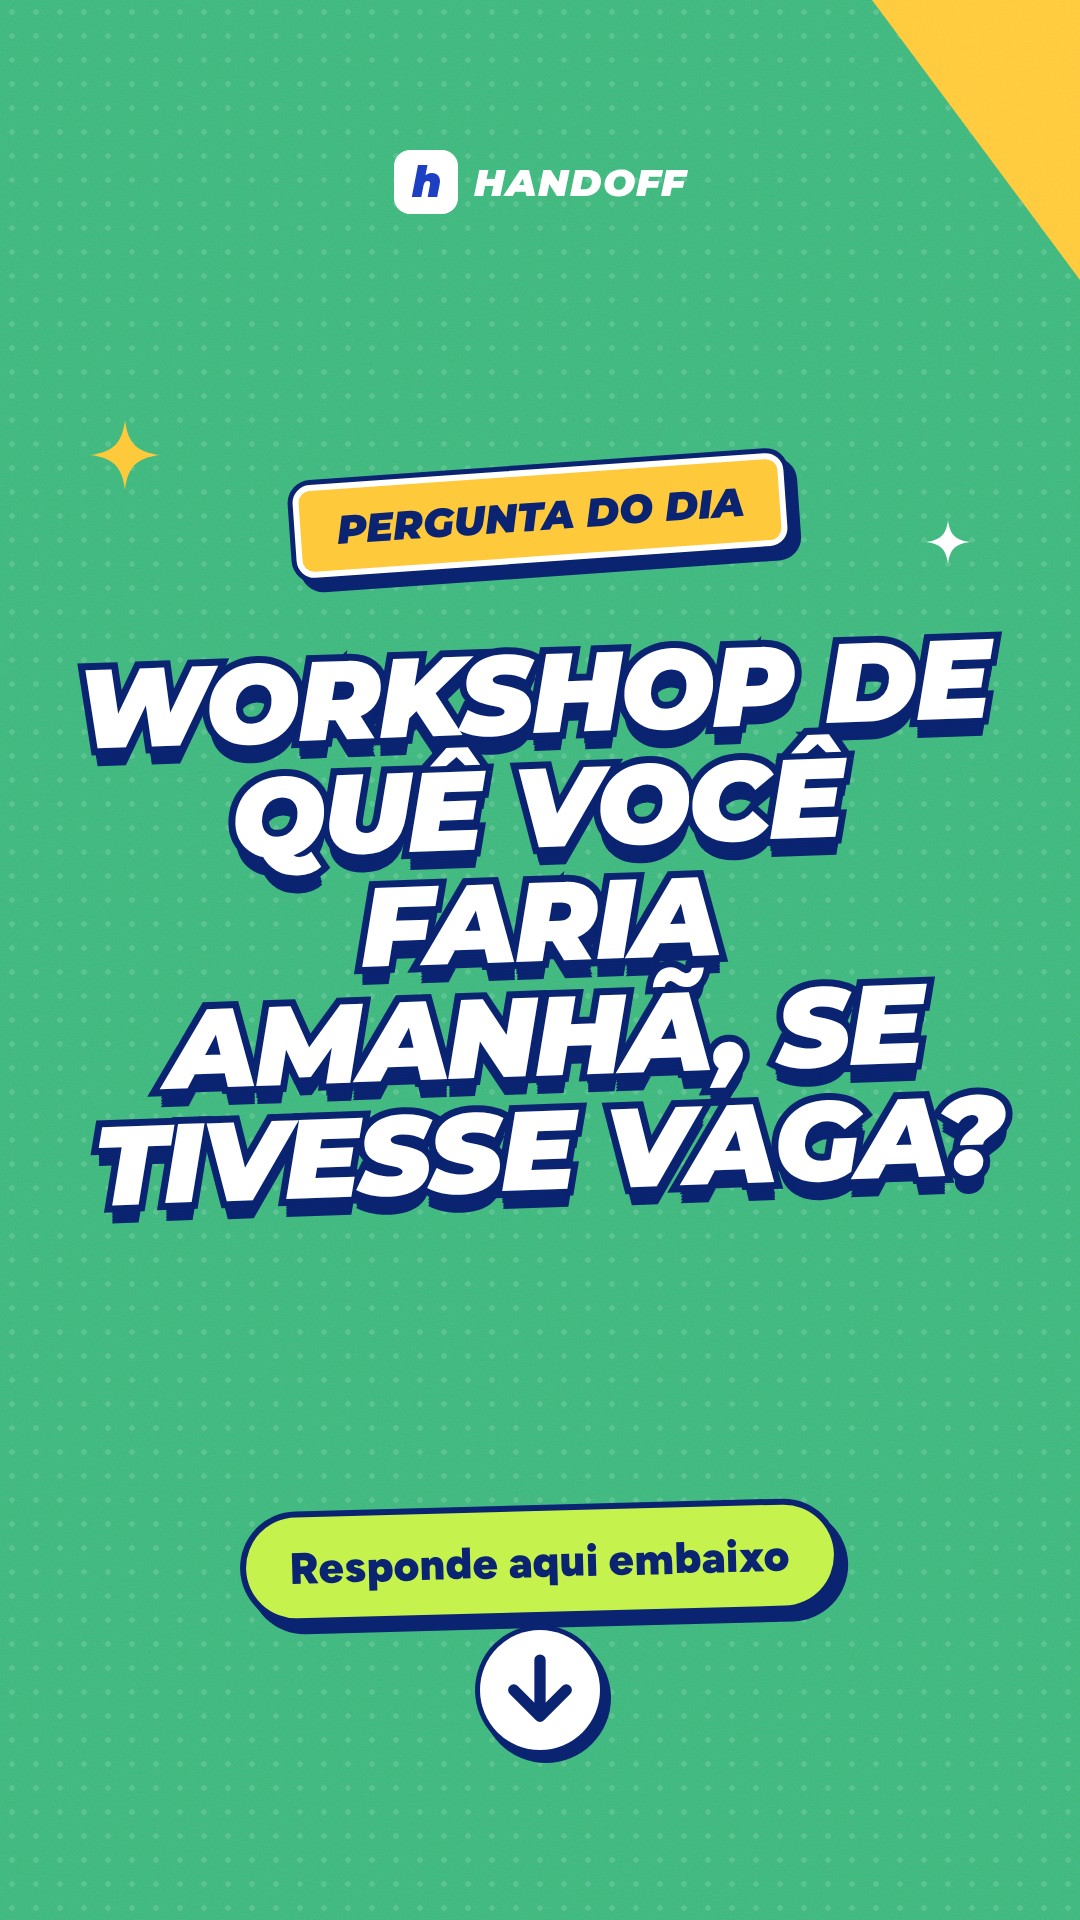 h HANDOFF
PERGUNTA DO DIA
WORKSHOP DE
QUÊ VOCÊ
FARIA
AMANHÃ, SE
TIVESSE VAGA?
Responde aqui embaixo